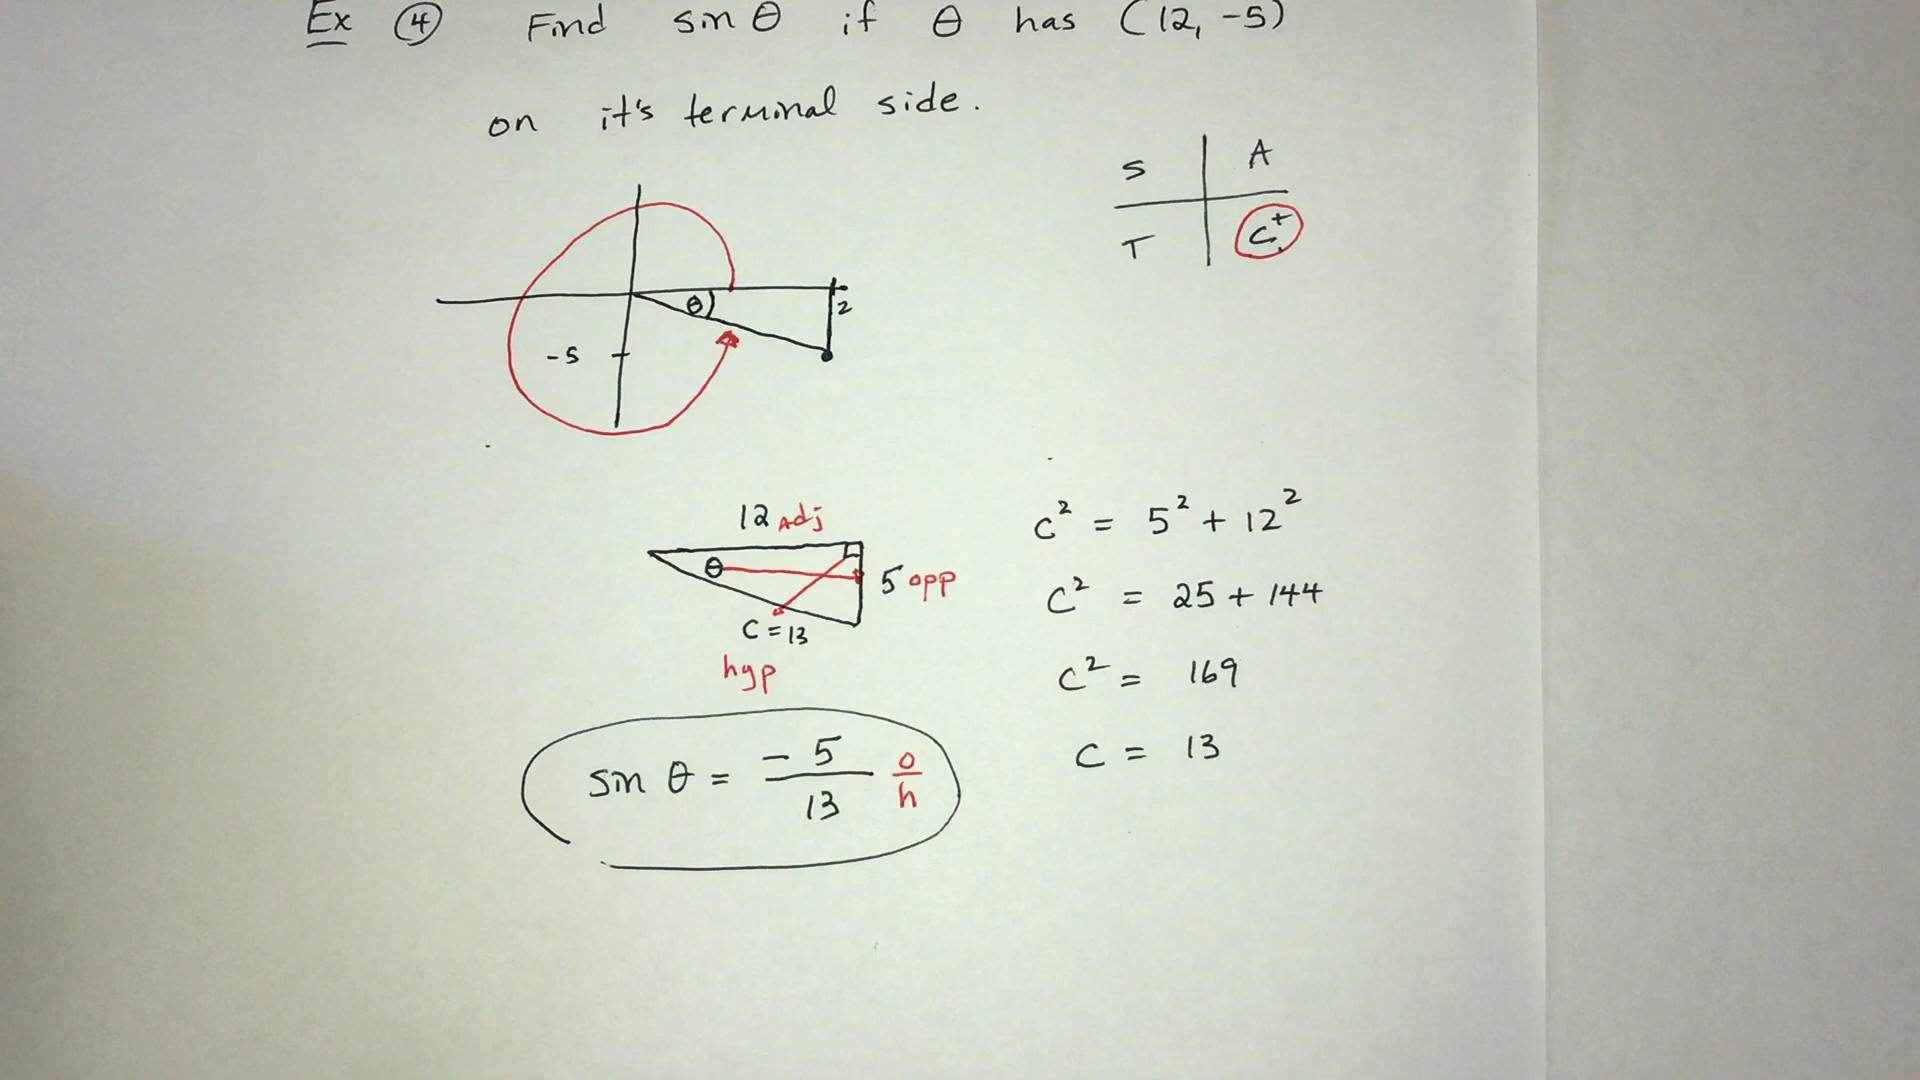 Ex ④ Find sin θ if θ has (12, -5)
on it's terminal side.
S A
T C+
θ
12
-5
12 Adj
θ
5 opp
C = 13
hyp
c² = 5² + 12²
c² = 25 + 144
c² = 169
c = 13
sin θ = -5/13 o/h